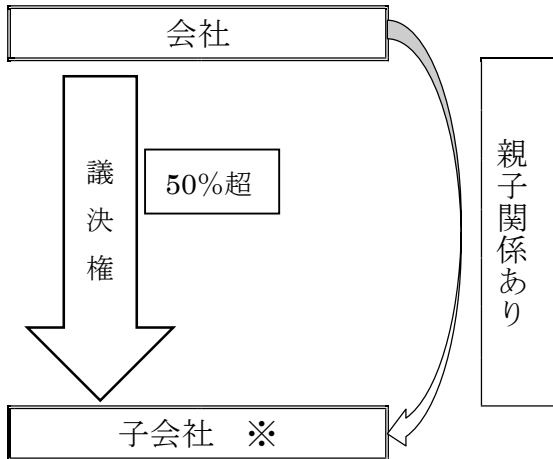 会社
議決権
50%超
親子関係あり
子会社 ※